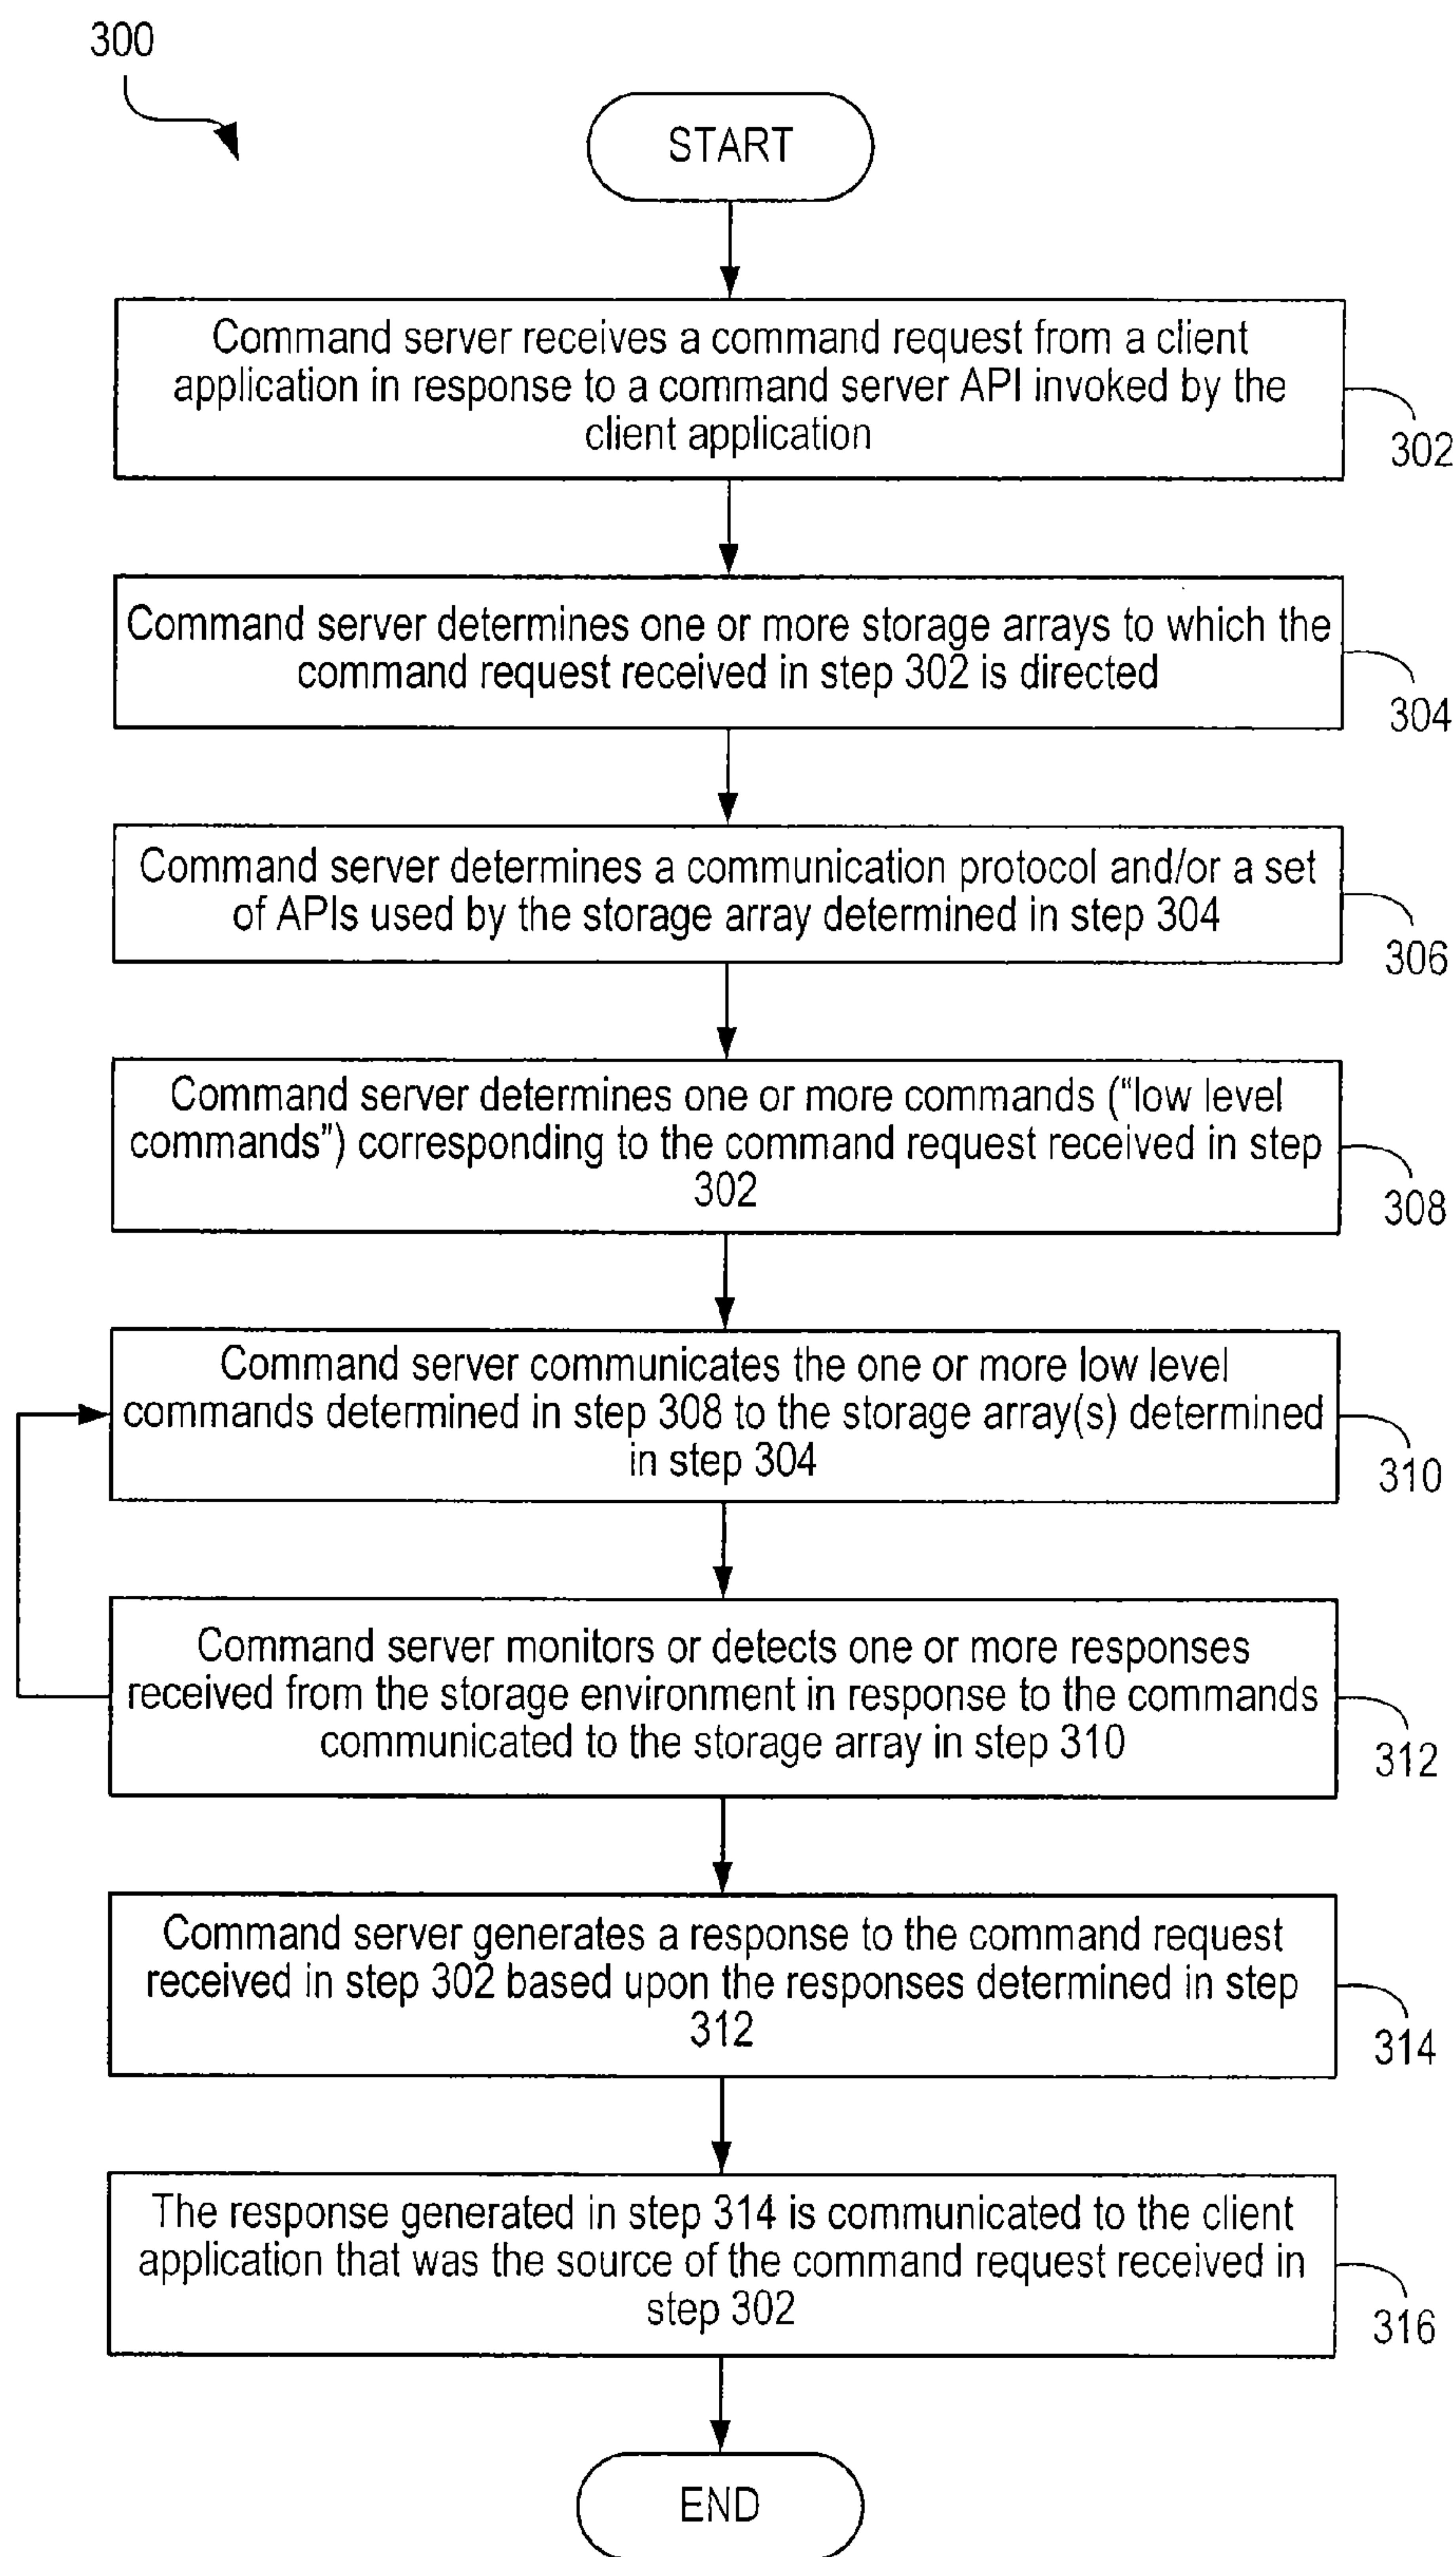 300
START
Command server receives a command request from a client
application in response to a command server API invoked by the
client application
302
Command server determines one or more storage arrays to which the
command request received in step 302 is directed
304
Command server determines a communication protocol and/or a set
of APIs used by the storage array determined in step 304
306
Command server determines one or more commands (“low level
commands”) corresponding to the command request received in step
302
308
Command server communicates the one or more low level
commands determined in step 308 to the storage array(s) determined
in step 304
310
Command server monitors or detects one or more responses
received from the storage environment in response to the commands
communicated to the storage array in step 310
312
Command server generates a response to the command request
received in step 302 based upon the responses determined in step
312
314
The response generated in step 314 is communicated to the client
application that was the source of the command request received in
step 302
316
END